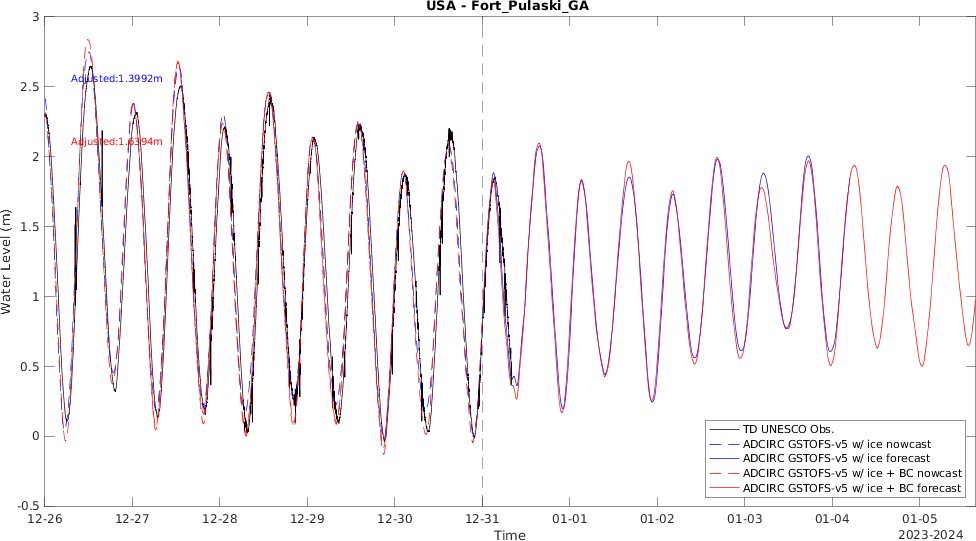 USA - Fort_Pulaski_GA
3
2.5
2
1.5
1
0.5
0
-0.5
Water Level (m)
Adjusted:1.3992m
Adjusted:1.6394m
TD UNESCO Obs.
ADCIRC GSTOFS-v5 w/ ice nowcast
ADCIRC GSTOFS-v5 w/ ice forecast
ADCIRC GSTOFS-v5 w/ ice + BC nowcast
ADCIRC GSTOFS-v5 w/ ice + BC forecast
12-26 12-27 12-28 12-29 12-30 12-31 01-01 01-02 01-03 01-04 01-05
Time
2023-2024